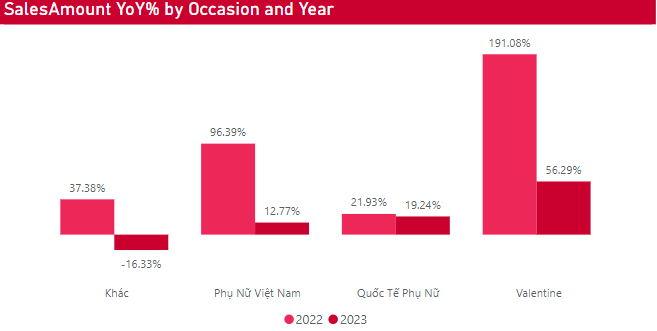 SalesAmount YoY% by Occasion and Year
191.08%
96.39%
56.29%
37.38%
21.93%
19.24%
12.77%
-16.33%
Khác
Phụ Nữ Việt Nam
Quốc Tế Phụ Nữ
Valentine
2022
2023